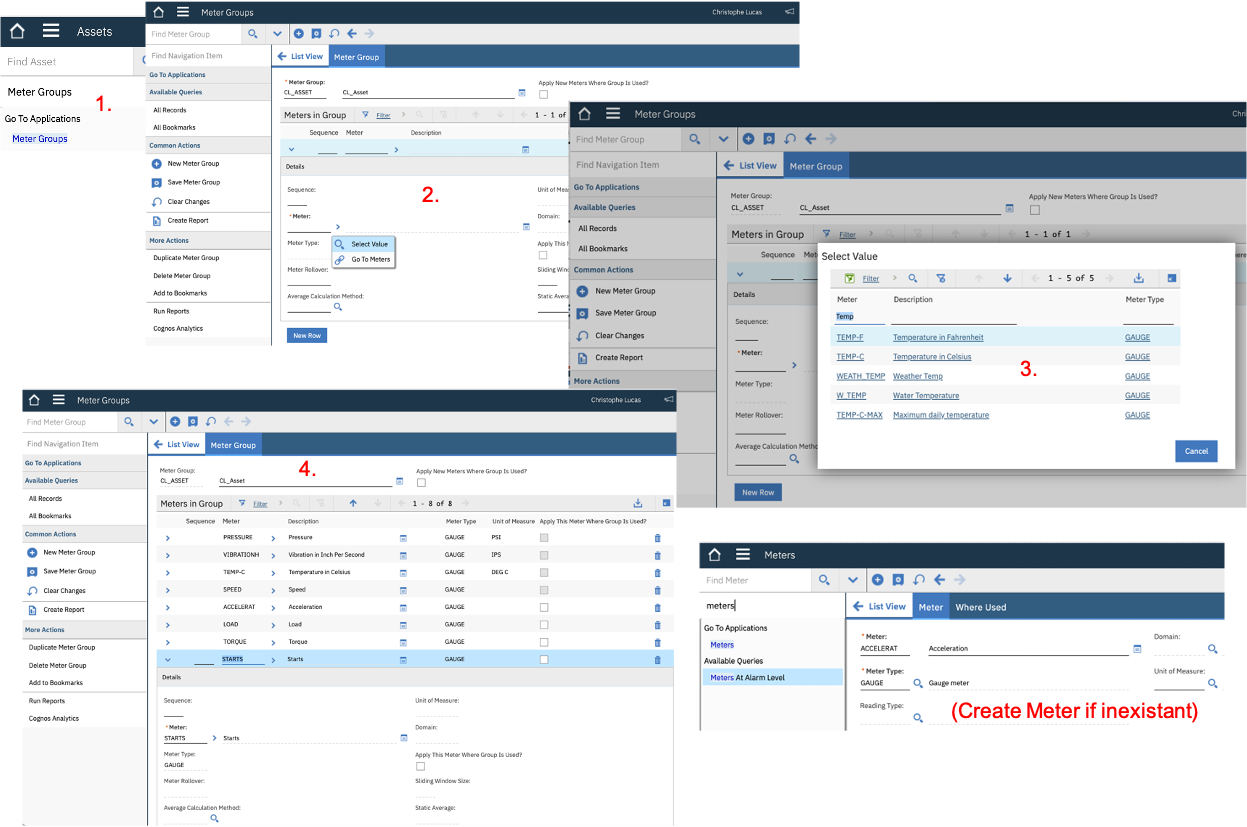 Assets
Find Asset
Meter Groups
1.
Go To Applications
Meter Groups
Meter Groups
Christophe Lucas
Find Meter Group
Find Navigation Item
List View
Meter Group
Go To Applications
Available Queries
All Records
All Bookmarks
Common Actions
New Meter Group
Save Meter Group
Clear Changes
Create Report
More Actions
Duplicate Meter Group
Delete Meter Group
Add to Bookmarks
Run Reports
Cognos Analytics
* Meter Group:
CL_ASSET
CL_Asset
Apply New Meters Where Group Is Used?
Meters in Group
Filter
1 - 1 of
Sequence Meter Description
Details
2.
Sequence:
Unit of Mea
* Meter:
Domain:
Select Value
Go To Meters
Meter Type:
Apply This
Meter Rollover:
Sliding Window
Average Calculation Method:
Static Average
New Row
Meter Groups
Chri
Find Meter Group
Find Navigation Item
List View
Meter Group
Go To Applications
Available Queries
All Records
All Bookmarks
Common Actions
New Meter Group
Save Meter Group
Clear Changes
Create Report
More Actions
Meter Group:
CL_ASSET
CL_Asset
Apply New Meters Where Group Is Used?
Meters in Group
Filter
1 - 1 of 1
Sequence Met
Details
Sequence:
* Meter:
Meter Type:
Meter Rollover:
Average Calculation Metho
New Row
Select Value
Filter
1 - 5 of 5
Meter Description Meter Type
Temp
TEMP-F Temperature in Fahrenheit GAUGE
TEMP-C Temperature in Celsius GAUGE
3.
WEATH_TEMP Weather Temp GAUGE
W_TEMP Water Temperature GAUGE
TEMP-C-MAX Maximum daily temperature GAUGE
Cancel
Meter Groups
Christophe Lucas
Find Meter Group
Find Navigation Item
List View
Meter Group
Go To Applications
Available Queries
All Records
All Bookmarks
Common Actions
New Meter Group
Save Meter Group
Clear Changes
Create Report
More Actions
Duplicate Meter Group
Delete Meter Group
Add to Bookmarks
Run Reports
Cognos Analytics
4.
Meter Group:
CL_ASSET
CL_Asset
Apply New Meters Where Group Is Used?
Meters in Group
Filter
1 - 8 of 8
Sequence Meter Description Meter Type Unit of Measure Apply This Meter Where Group Is Used?
PRESSURE Pressure GAUGE PSI
VIBRATIONH Vibration in Inch Per Second GAUGE IPS
TEMP-C Temperature in Celsius GAUGE DEG C
SPEED Speed GAUGE
ACCELERAT Acceleration GAUGE
LOAD Load GAUGE
TORQUE Torque GAUGE
STARTS Starts GAUGE
Details
Sequence:
Unit of Measure:
* Meter:
STARTS
Starts
Domain:
Meter Type:
GAUGE
Apply This Meter Where Group Is Used?
Meter Rollover:
Sliding Window Size:
Average Calculation Method:
Static Average:
Meters
Find Meter
meters
List View
Meter
Where Used
Go To Applications
Meters
Available Queries
Meters At Alarm Level
* Meter:
ACCELERAT
Acceleration
Domain:
* Meter Type:
GAUGE
Gauge meter
Unit of Measure:
Reading Type:
(Create Meter if inexistant)